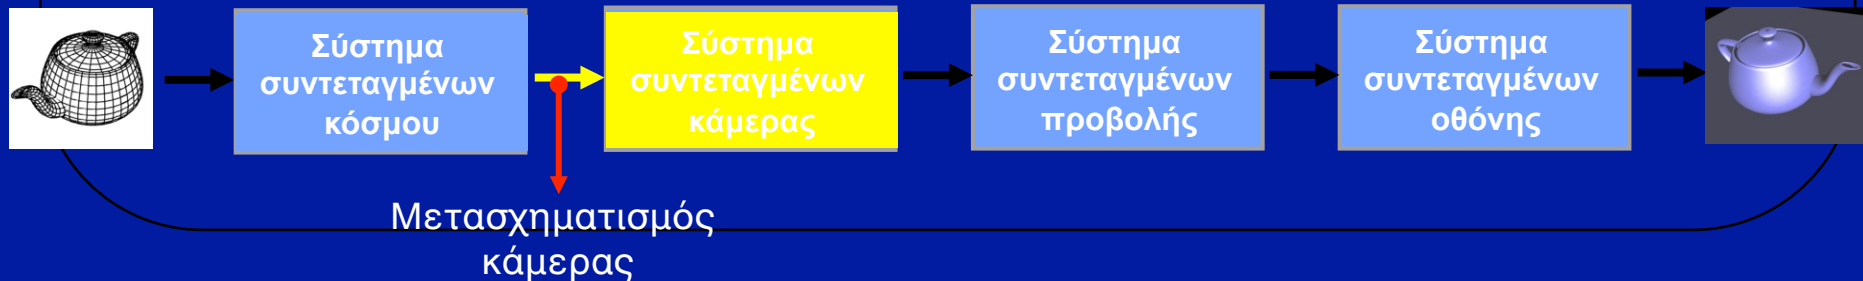 Σύστημα
συντεταγμένων
κόσμου
Σύστημα
συντεταγμένων
κάμερας
Σύστημα
συντεταγμένων
προβολής
Σύστημα
συντεταγμένων
οθόνης
Μετασχηματισμός
κάμερας